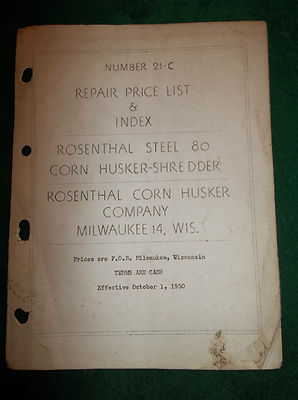 NUMBER 21-C
REPAIR PRICE LIST
&
INDEX
ROSENTHAL STEEL 80
CORN HUSKER-SHREDDER
ROSENTHAL CORN HUSKER
COMPANY
MILWAUKEE 14, WIS.
Prices are F.O.B. Milwaukee, Wisconsin
TERMS ARE CASH
Effective October 1, 1950